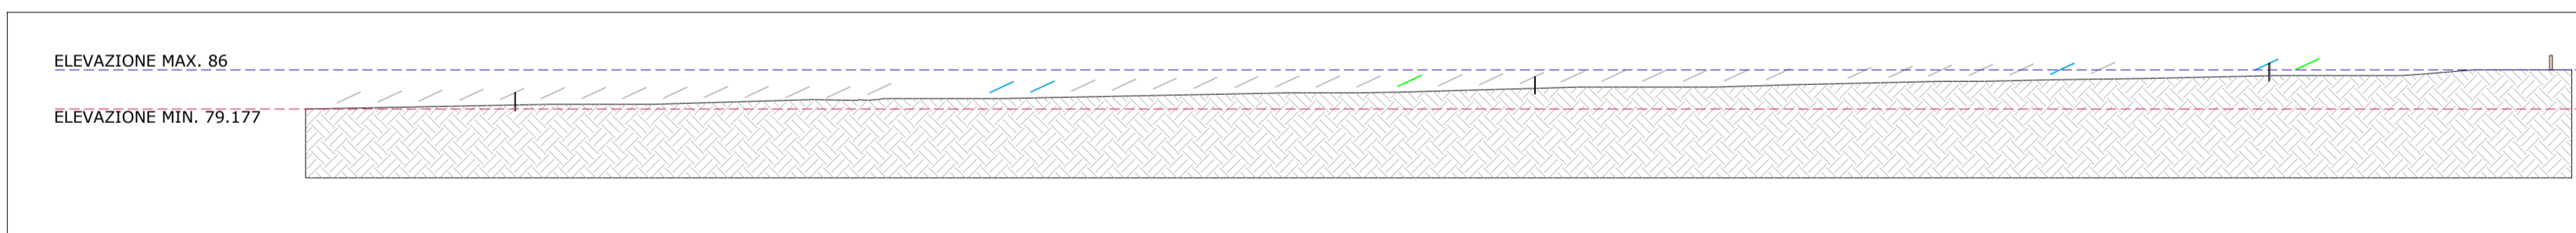 ELEVAZIONE MAX. 86
ELEVAZIONE MIN. 79.177